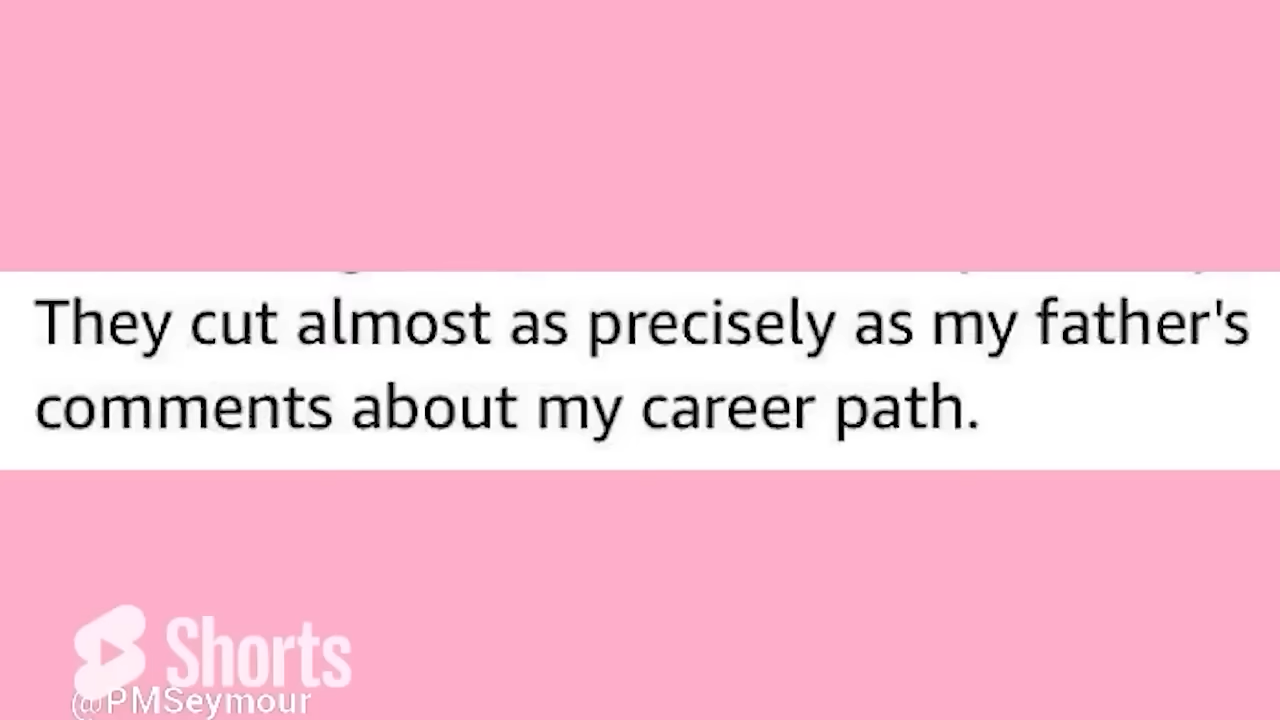 They cut almost as precisely as my father's
comments about my career path.
Shorts
@PMSeymour